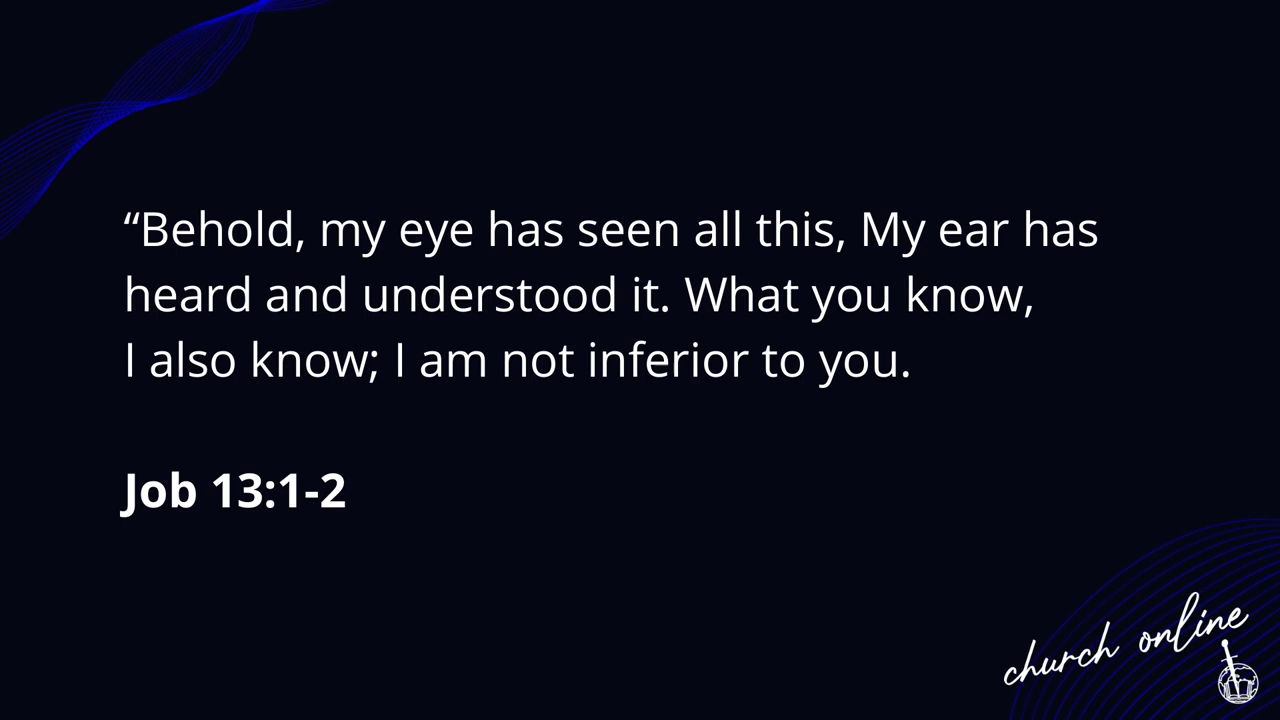 “Behold, my eye has seen all this, My ear has
heard and understood it. What you know,
I also know; I am not inferior to you.
Job 13:1-2
church online